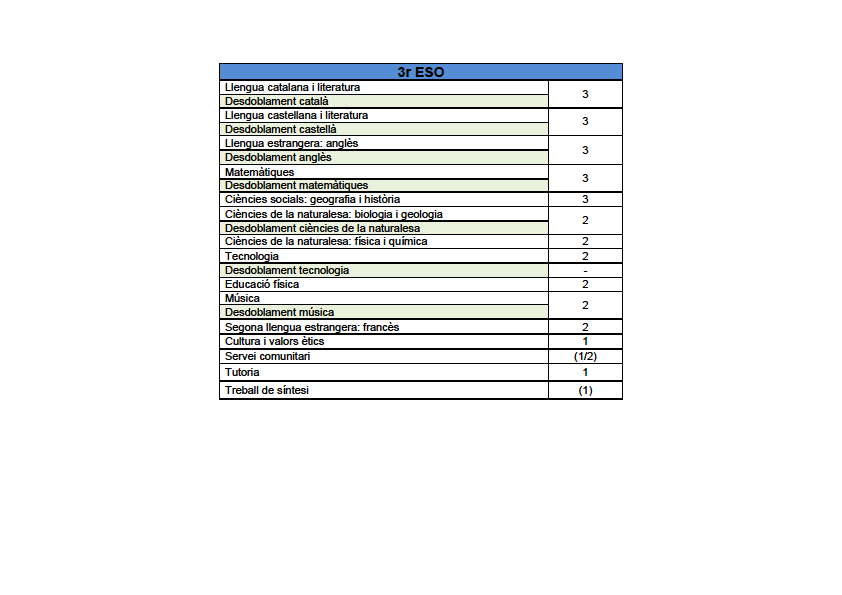 3r ESO
Llengua catalana i literatura
3
Desdoblament català
Llengua castellana i literatura
3
Desdoblament castellà
Llengua estrangera: anglès
3
Desdoblament anglès
Matemàtiques
3
Desdoblament matemàtiques
Ciències socials: geografia i història 3
Ciències de la naturalesa: biologia i geologia
2
Desdoblament ciències de la naturalesa
Ciències de la naturalesa: física i química 2
Tecnologia 2
Desdoblament tecnologia -
Educació física 2
Música
2
Desdoblament música
Segona llengua estrangera: francès 2
Cultura i valors ètics 1
Servei comunitari (1/2)
Tutoria 1
Treball de síntesi (1)